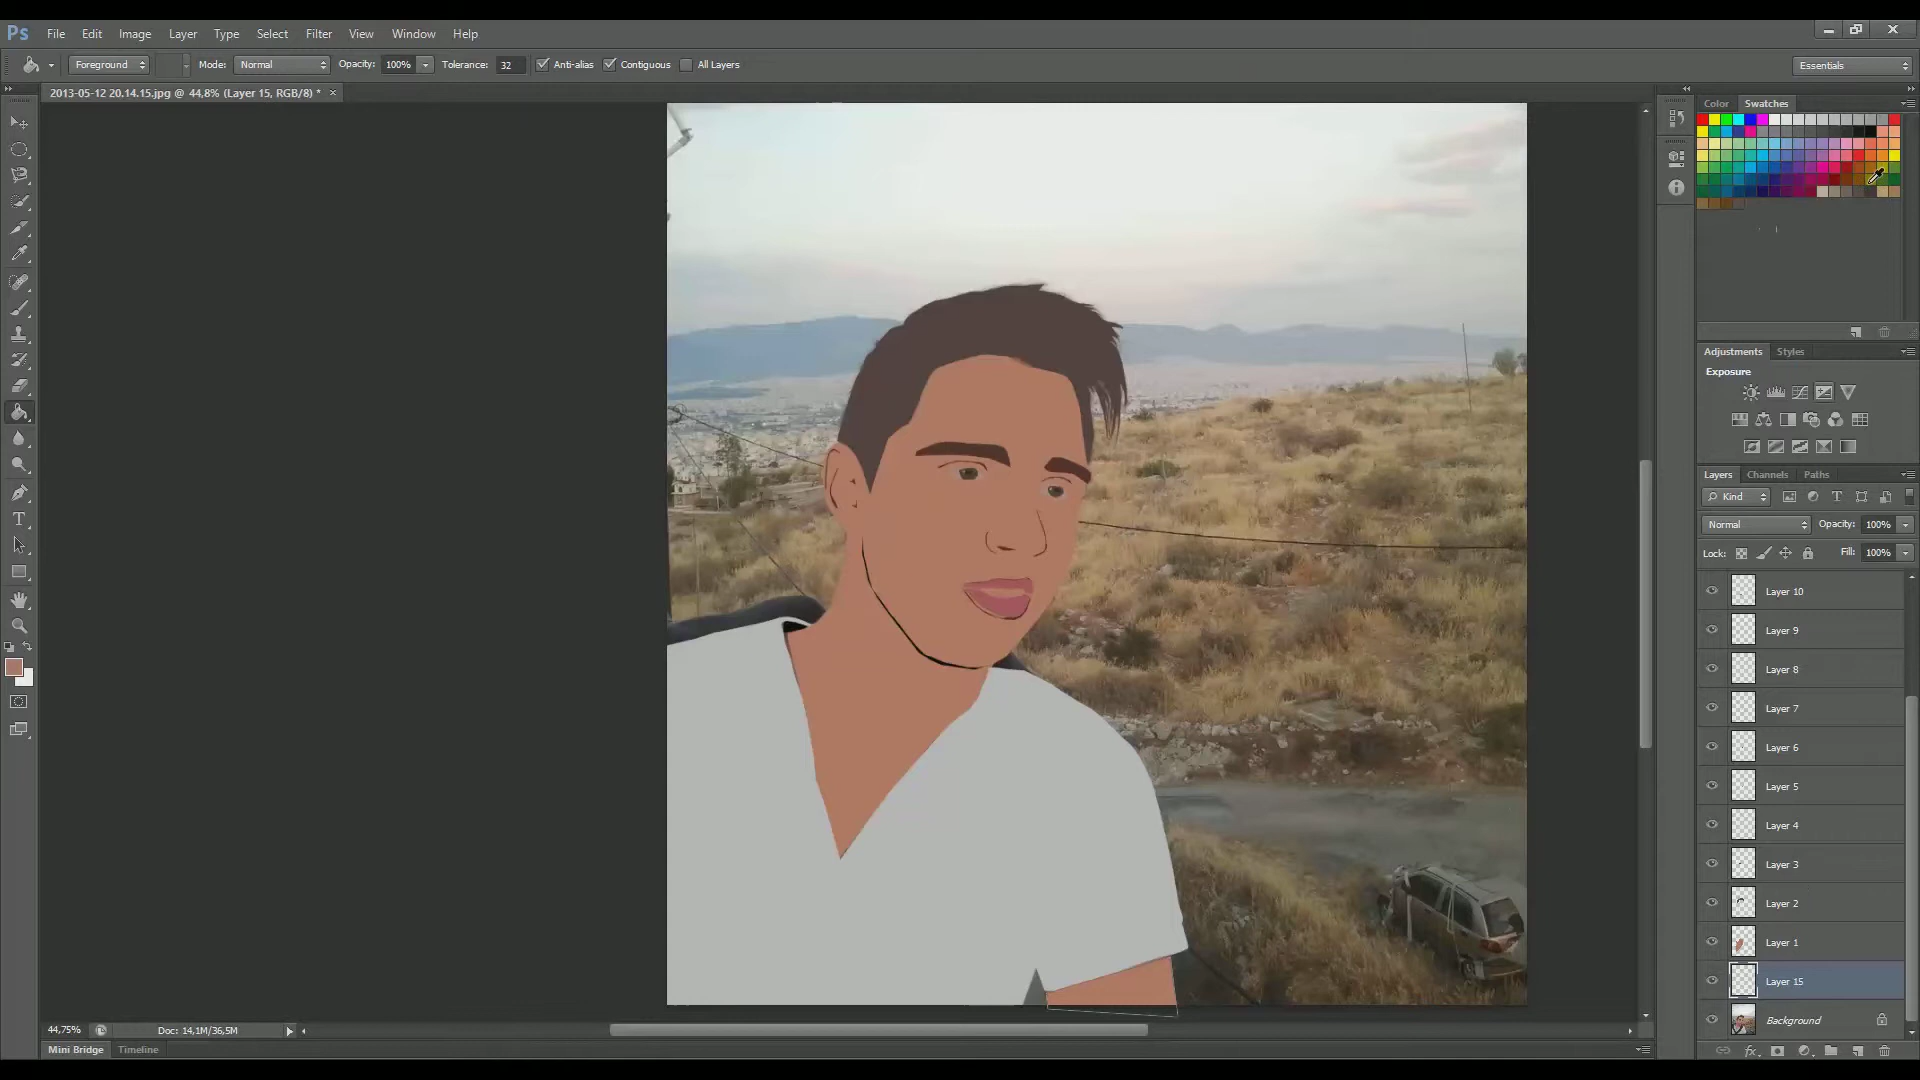 Ps File Edit Image Layer Type Select Filter View Window Help
Foreground Mode: Normal Opacity: 100% Tolerance: 32 Anti-alias Contiguous All Layers Essentials
2013-05-12 20.14.15.jpg @ 44,8% (Layer 15, RGB/8) * ×
Color Swatches
Adjustments Styles
Exposure
Layers Channels Paths
Kind
Normal Opacity: 100%
Lock: Fill: 100%
Layer 10
Layer 9
Layer 8
Layer 7
Layer 6
Layer 5
Layer 4
Layer 3
Layer 2
Layer 1
Layer 15
Background
44,75% Doc: 14,1M/36,5M
Mini Bridge Timeline